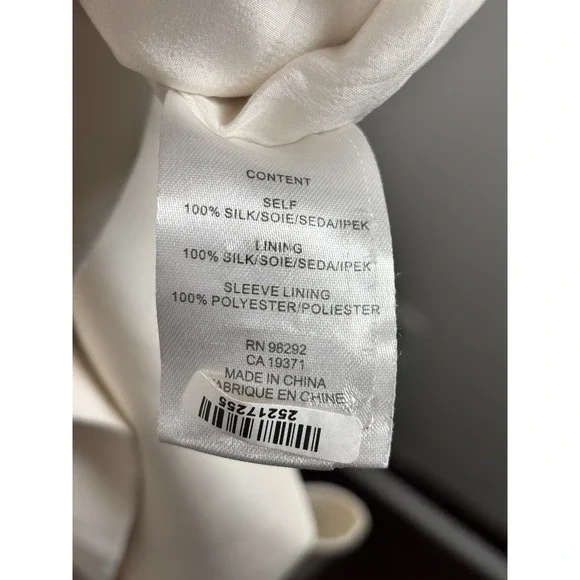 CONTENT
SELF
100% SILK/SOIE/SEDA/IPEK
LINING
100% SILK/SOIE/SEDA/IPEK
SLEEVE LINING
100% POLYESTER/POLIESTER
RN 98292
CA 19371
MADE IN CHINA
FABRIQUE EN CHINE
25217255